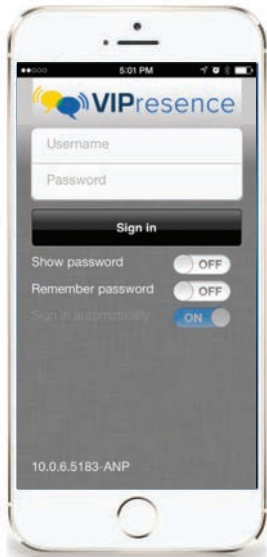 5:01 PM
VIPresence
Username
Password
Sign in
Show password OFF
Remember password OFF
Sign in automatically ON
10.0.6.5183-ANP